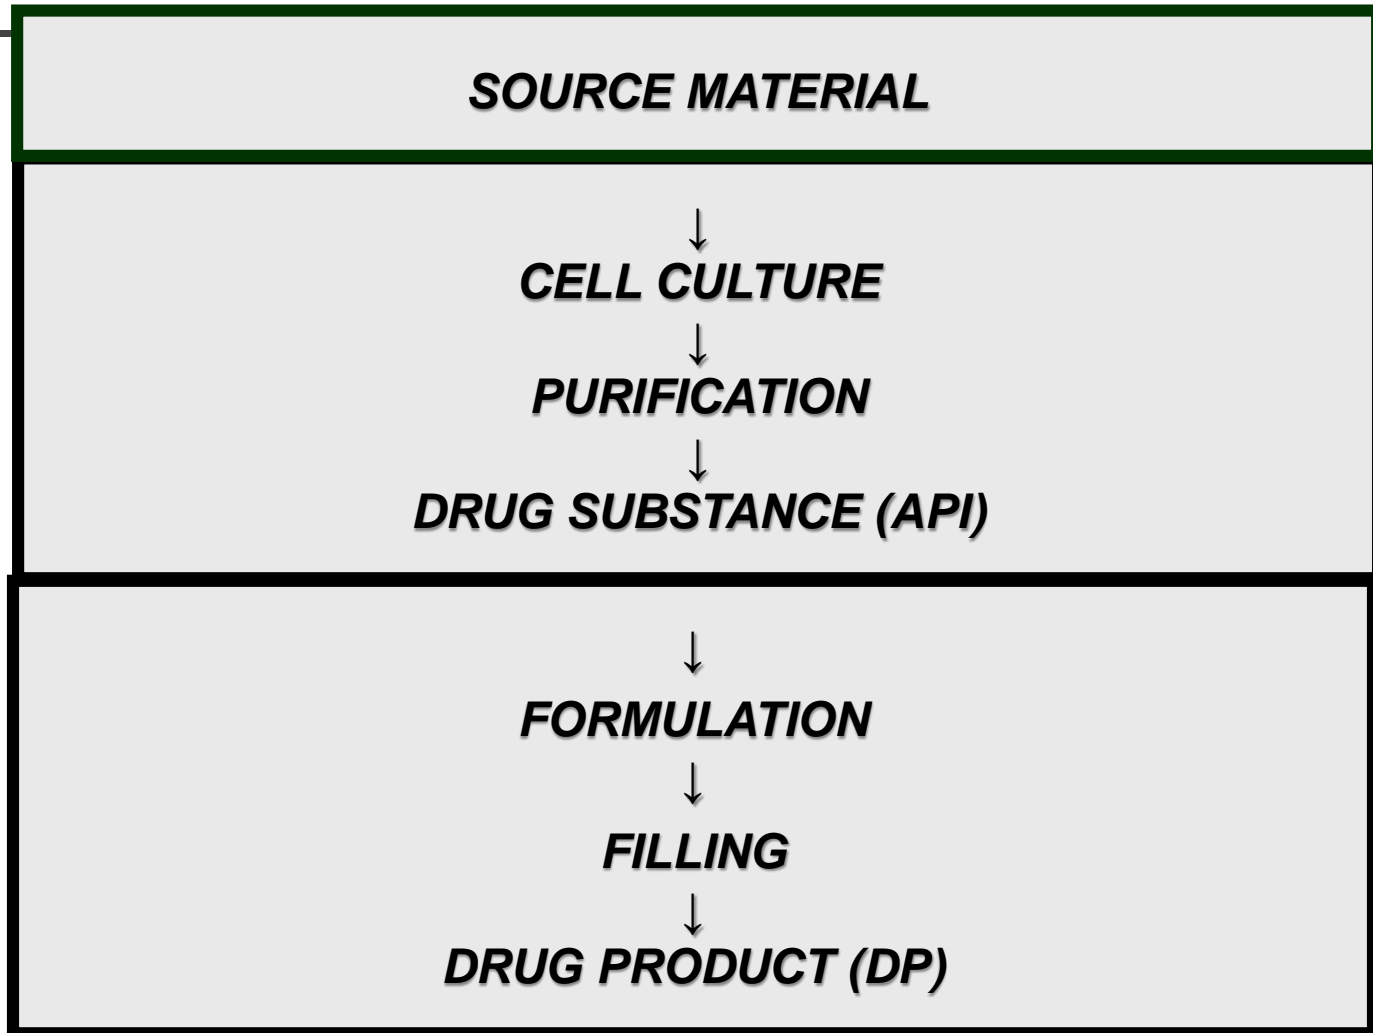 SOURCE MATERIAL
↓
CELL CULTURE
↓
PURIFICATION
↓
DRUG SUBSTANCE (API)
↓
FORMULATION
↓
FILLING
↓
DRUG PRODUCT (DP)